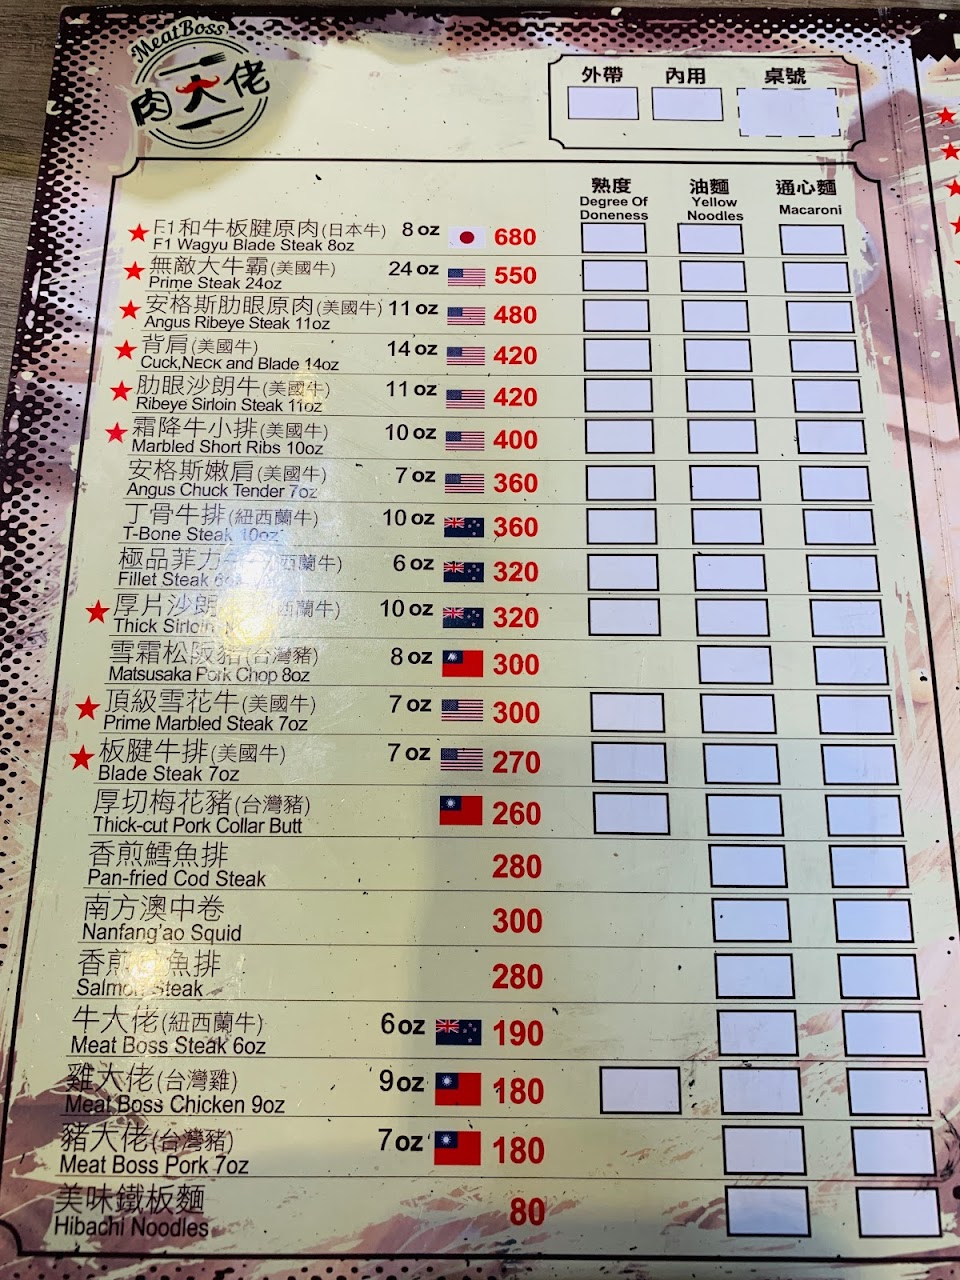 MeatBoss
肉大佬
外帶 內用 桌號
熟度 油麵 通心麵
Degree Of Doneness Yellow Noodles Macaroni
F1和牛板腱原肉(日本牛) 8 oz 680
F1 Wagyu Blade Steak 8oz
無敵大牛霸(美國牛) 24 oz 550
Prime Steak 24oz
安格斯肋眼原肉(美國牛) 11 oz 480
Angus Ribeye Steak 11oz
背肩(美國牛) 14 oz 420
Cuck,NECK and Blade 14oz
肋眼沙朗牛(美國牛) 11 oz 420
Ribeye Sirloin Steak 11oz
霜降牛小排(美國牛) 10 oz 400
Marbled Short Ribs 10oz
安格斯嫩肩(美國牛) 7 oz 360
Angus Chuck Tender 7oz
丁骨牛排(紐西蘭牛) 10 oz 360
T-Bone Steak 10oz
極品菲力 西蘭牛) 6 oz 320
Fillet Steak
厚片沙朗 西蘭牛) 10 oz 320
Thick Sirloin
雪霜松阪豬(台灣豬) 8 oz 300
Matsusaka Pork Chop 8oz
頂級雪花牛(美國牛) 7 oz 300
Prime Marbled Steak 7oz
板腱牛排(美國牛) 7 oz 270
Blade Steak 7oz
厚切梅花豬(台灣豬) 260
Thick-cut Pork Collar Butt
香煎鱈魚排 280
Pan-fried Cod Steak
南方澳中卷 300
Nanfang'ao Squid
香煎 魚排 280
Salmon Steak
牛大佬(紐西蘭牛) 6 oz 190
Meat Boss Steak 6oz
雞大佬(台灣雞) 9 oz 180
Meat Boss Chicken 9oz
豬大佬(台灣豬) 7 oz 180
Meat Boss Pork 7oz
美味鐵板麵 80
Hibachi Noodles